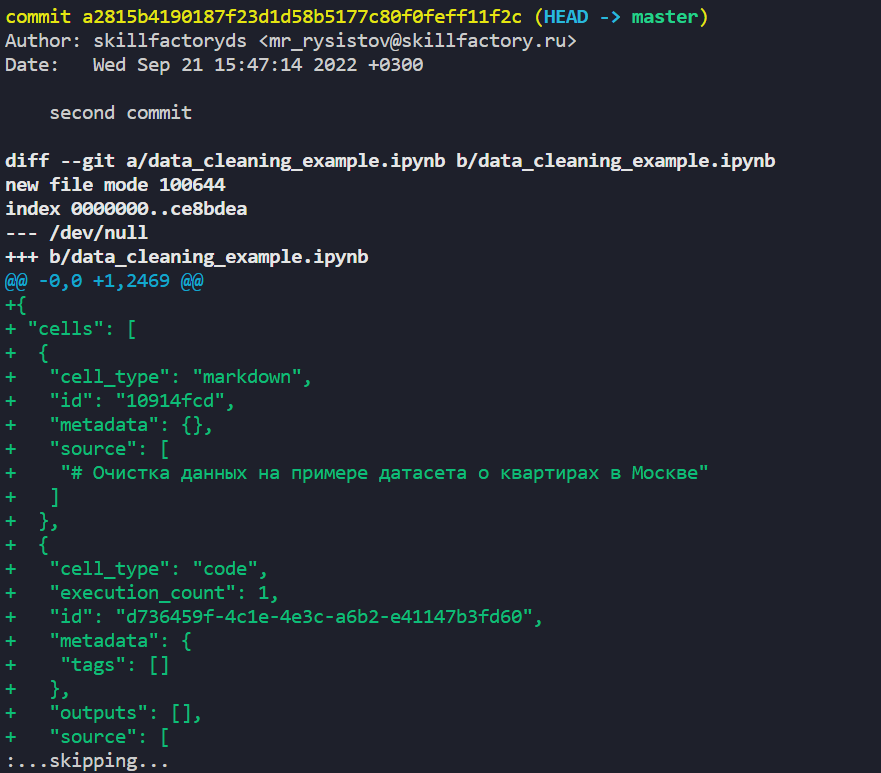 commit a2815b4190187f23d1d58b5177c80f0feff11f2c (HEAD -> master)
Author: skillfactoryds <mr_rysistov@skillfactory.ru>
Date:   Wed Sep 21 15:47:14 2022 +0300

    second commit

diff --git a/data_cleaning_example.ipynb b/data_cleaning_example.ipynb
new file mode 100644
index 0000000..ce8bdea
--- /dev/null
+++ b/data_cleaning_example.ipynb
@@ -0,0 +1,2469 @@
+{
+ "cells": [
+  {
+   "cell_type": "markdown",
+   "id": "10914fcd",
+   "metadata": {},
+   "source": [
+    "# Очистка данных на примере датасета о квартирах в Москве"
+   ]
+  },
+  {
+   "cell_type": "code",
+   "execution_count": 1,
+   "id": "d736459f-4c1e-4e3c-a6b2-e41147b3fd60",
+   "metadata": {
+    "tags": []
+   },
+   "outputs": [],
+   "source": [
:...skipping...